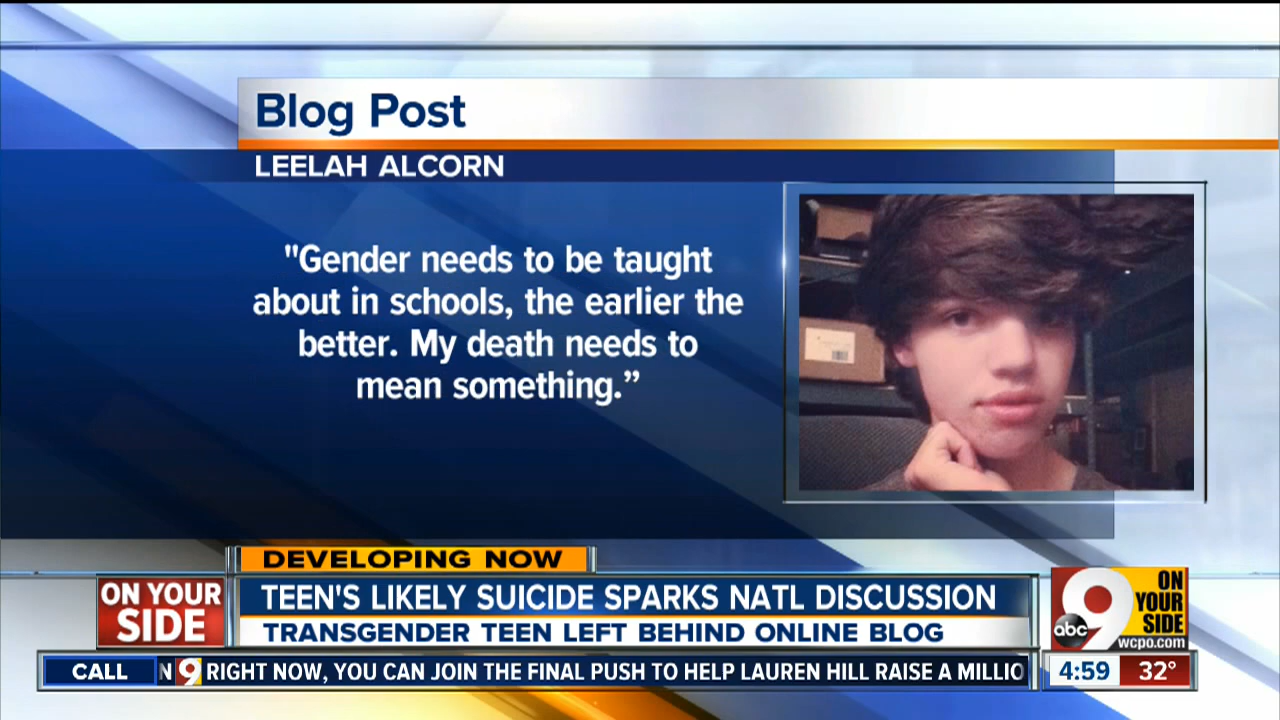 Blog Post
LEELAH ALCORN
"Gender needs to be taught
about in schools, the earlier the
better. My death needs to
mean something.”
DEVELOPING NOW
ON YOUR
SIDE
TEEN'S LIKELY SUICIDE SPARKS NATL DISCUSSION
TRANSGENDER TEEN LEFT BEHIND ONLINE BLOG
abc 9
ON
YOUR
SIDE
wcpo.com
CALL
N 9 RIGHT NOW, YOU CAN JOIN THE FINAL PUSH TO HELP LAUREN HILL RAISE A MILLIO
4:59 32°